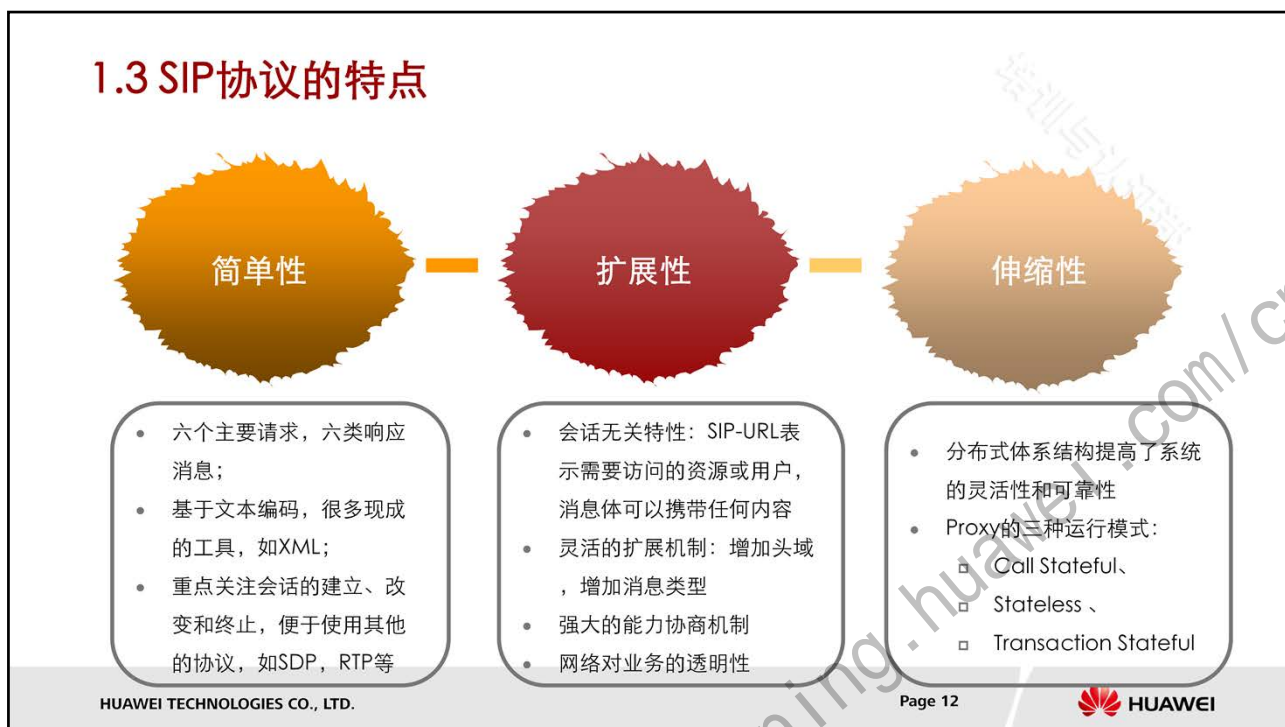 1.3 SIP协议的特点
培训与认证部
简单性
扩展性
伸缩性
• 六个主要请求，六类响应
消息；
• 基于文本编码，很多现成
的工具，如XML；
• 重点关注会话的建立、改
变和终止，便于使用其他
的协议，如SDP，RTP等
• 会话无关特性：SIP-URL表
示需要访问的资源或用户，
消息体可以携带任何内容
• 灵活的扩展机制：增加头域
，增加消息类型
• 强大的能力协商机制
• 网络对业务的透明性
• 分布式体系结构提高了系统
的灵活性和可靠性
• Proxy的三种运行模式：
□ Call Stateful、
□ Stateless 、
□ Transaction Stateful
ning.huawei.com/c
HUAWEI TECHNOLOGIES CO., LTD.
Page 12
HUAWEI